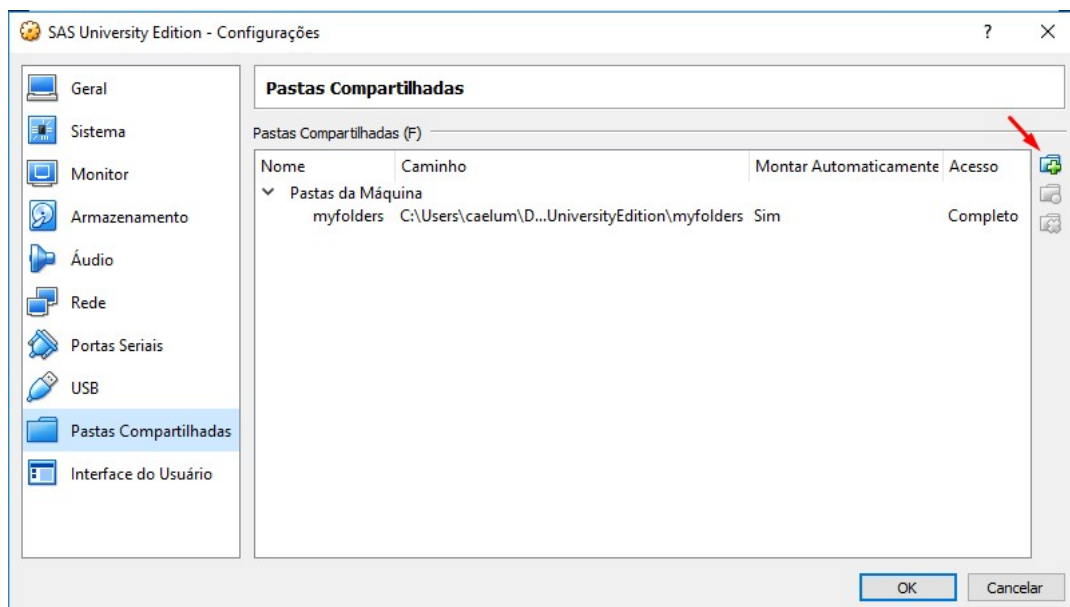 SAS University Edition - Configurações
?
Geral
Sistema
Monitor
Armazenamento
Áudio
Rede
Portas Seriais
USB
Pastas Compartilhadas
Interface do Usuário
Pastas Compartilhadas
Pastas Compartilhadas (F)
Nome Caminho Montar Automaticamente Acesso
Pastas da Máquina
myfolders C:\Users\caelum\D...UniversityEdition\myfolders Sim Completo
OK Cancelar